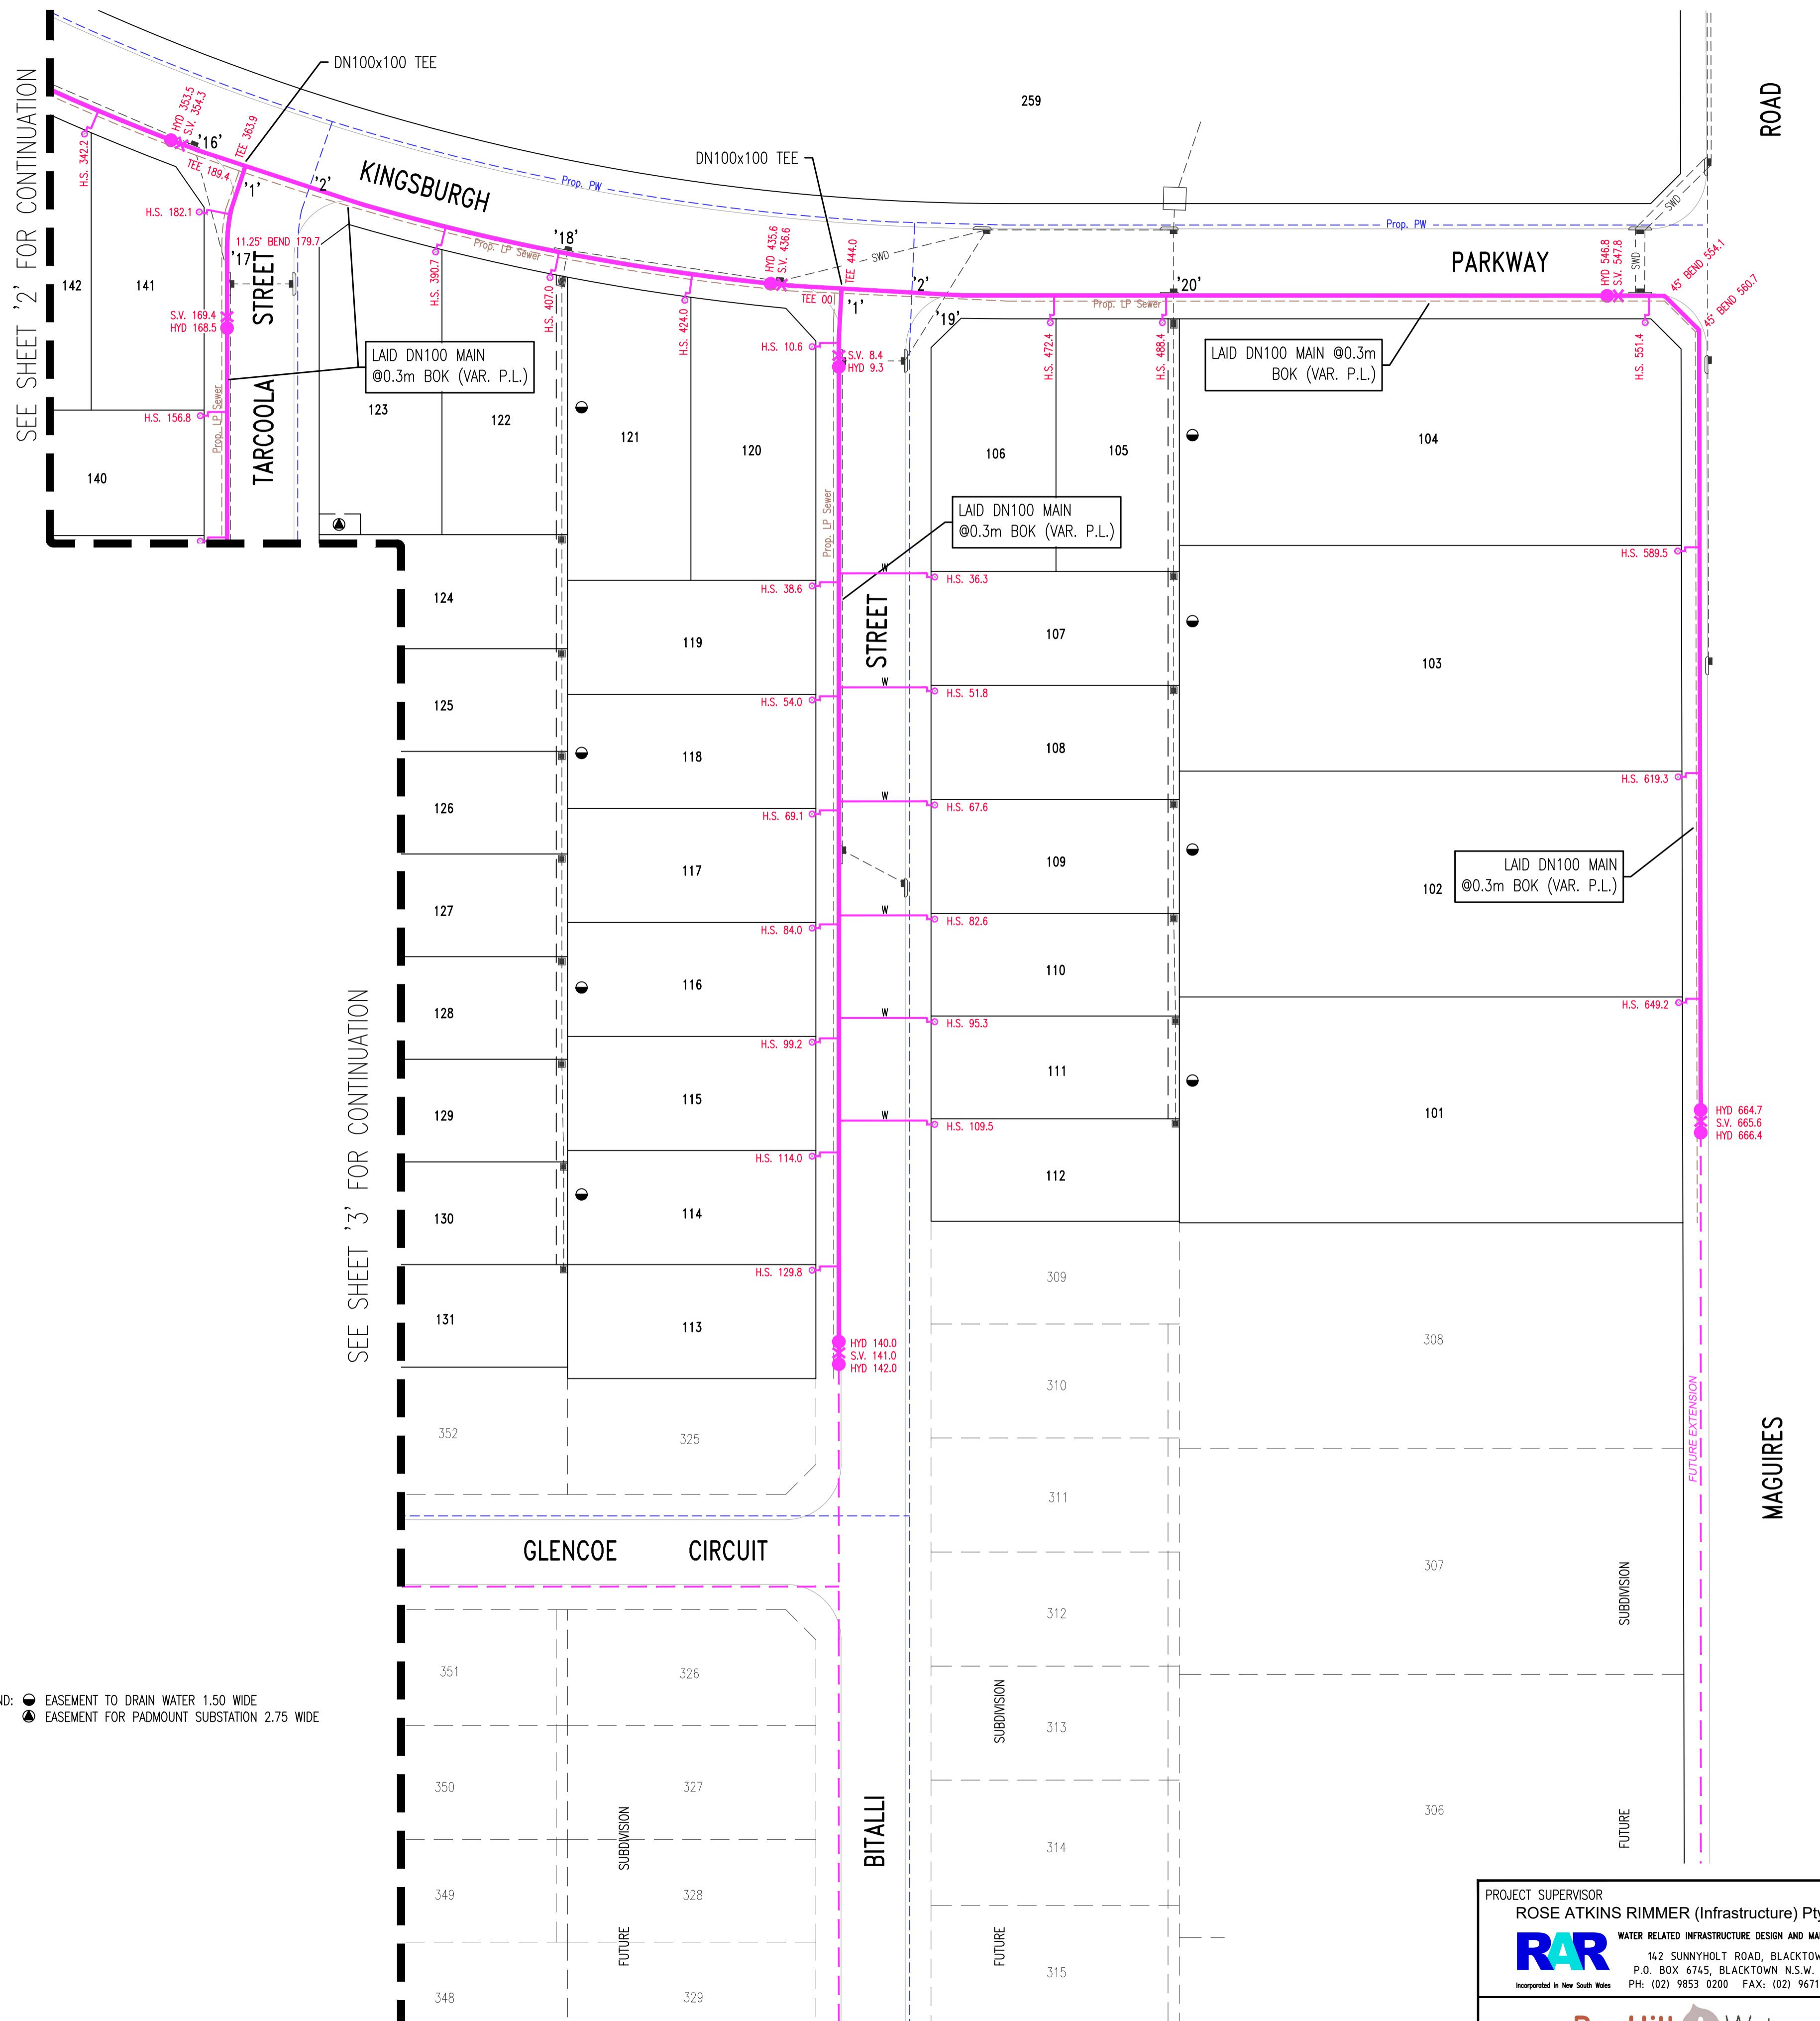 DN100x100 TEE
259
ROAD
SEE SHEET '2' FOR CONTINUATION
HYD 353.5
S.V. 354.3
'16'
TEE 363.9
TEE 189.4
H.S. 342.2
'1'
'2'
KINGSBURGH
Prop. PW
DN100x100 TEE
SWD
Prop. PW
H.S. 182.1
11.25° BEND 179.7
'17'
STREET
142
141
S.V. 169.4
HYD 168.5
H.S. 390.7
Prop. LP Sewer
'18'
H.S. 407.0
HYD 435.6
S.V. 436.6
SWD
TEE 444.0
TEE 00
'1'
'2'
'19'
'20'
Prop. LP Sewer
PARKWAY
HYD 546.8
S.V. 547.8
SWD
45° BEND 554.1
45° BEND 560.7
H.S. 424.0
H.S. 10.6
S.V. 8.4
HYD 9.3
H.S. 472.4
H.S. 488.4
H.S. 551.4
LAID DN100 MAIN
@0.3m BOK (VAR. P.L.)
LAID DN100 MAIN @0.3m
BOK (VAR. P.L.)
H.S. 156.8
Prop. LP Sewer
TARCOOLA
140
123
122
121
120
106
105
104
Prop. LP Sewer
LAID DN100 MAIN
@0.3m BOK (VAR. P.L.)
H.S. 589.5
124
H.S. 38.6
W
H.S. 36.3
119
STREET
107
103
125
H.S. 54.0
W
H.S. 51.8
118
108
H.S. 619.3
126
H.S. 69.1
W
H.S. 67.6
117
109
LAID DN100 MAIN
@0.3m BOK (VAR. P.L.)
102
127
H.S. 84.0
W
H.S. 82.6
116
110
H.S. 649.2
SEE SHEET '3' FOR CONTINUATION
128
H.S. 99.2
W
H.S. 95.3
115
111
101
129
H.S. 114.0
W
H.S. 109.5
HYD 664.7
S.V. 665.6
HYD 666.4
130
114
112
H.S. 129.8
309
131
113
HYD 140.0
S.V. 141.0
HYD 142.0
308
310
352
325
FUTURE EXTENSION
MAGUIRES
311
GLENCOE CIRCUIT
307
SUBDIVISION
312
351
326
ND: EASEMENT TO DRAIN WATER 1.50 WIDE
EASEMENT FOR PADMOUNT SUBSTATION 2.75 WIDE
SUBDIVISION
313
350
327
306
SUBDIVISION
BITALLI
314
FUTURE
349
328
FUTURE
FUTURE
315
348
329
PROJECT SUPERVISOR
ROSE ATKINS RIMMER (Infrastructure) Pty
RAR
WATER RELATED INFRASTRUCTURE DESIGN AND MA
142 SUNNYHOLT ROAD, BLACKTOW
P.O. BOX 6745, BLACKTOWN N.S.W.
Incorporated in New South Wales
PH: (02) 9853 0200 FAX: (02) 9671